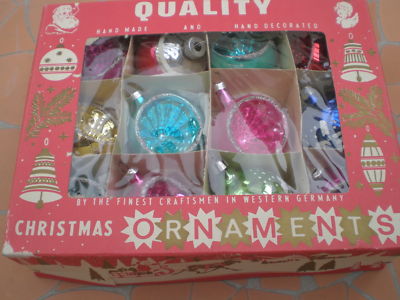 QUALITY
HAND MADE AND HAND DECORATED
BY THE FINEST CRAFTSMEN IN WESTERN GERMANY
CHRISTMAS ORNAMENTS